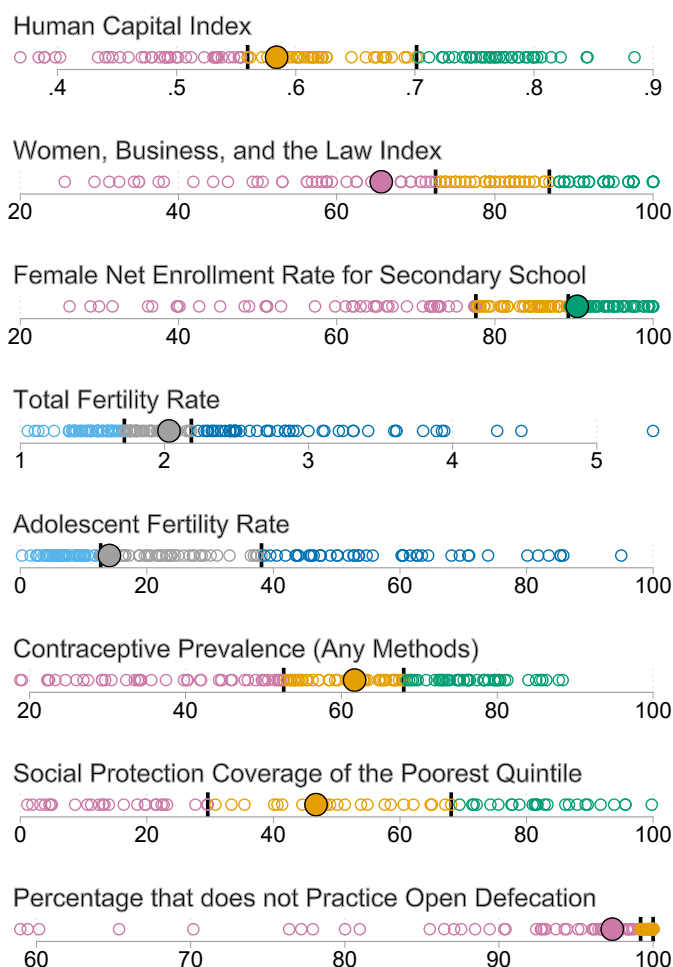 Human Capital Index
.4 .5 .6 .7 .8 .9
Women, Business, and the Law Index
20 40 60 80 100
Female Net Enrollment Rate for Secondary School
20 40 60 80 100
Total Fertility Rate
1 2 3 4 5
Adolescent Fertility Rate
0 20 40 60 80 100
Contraceptive Prevalence (Any Methods)
20 40 60 80 100
Social Protection Coverage of the Poorest Quintile
0 20 40 60 80 100
Percentage that does not Practice Open Defecation
60 70 80 90 100